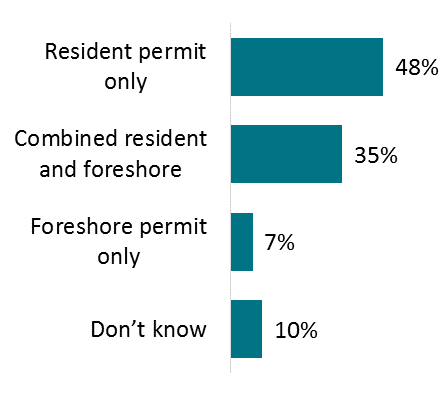 Resident permit
only
48%
Combined resident
and foreshore
35%
Foreshore permit
only
7%
Don’t know
10%